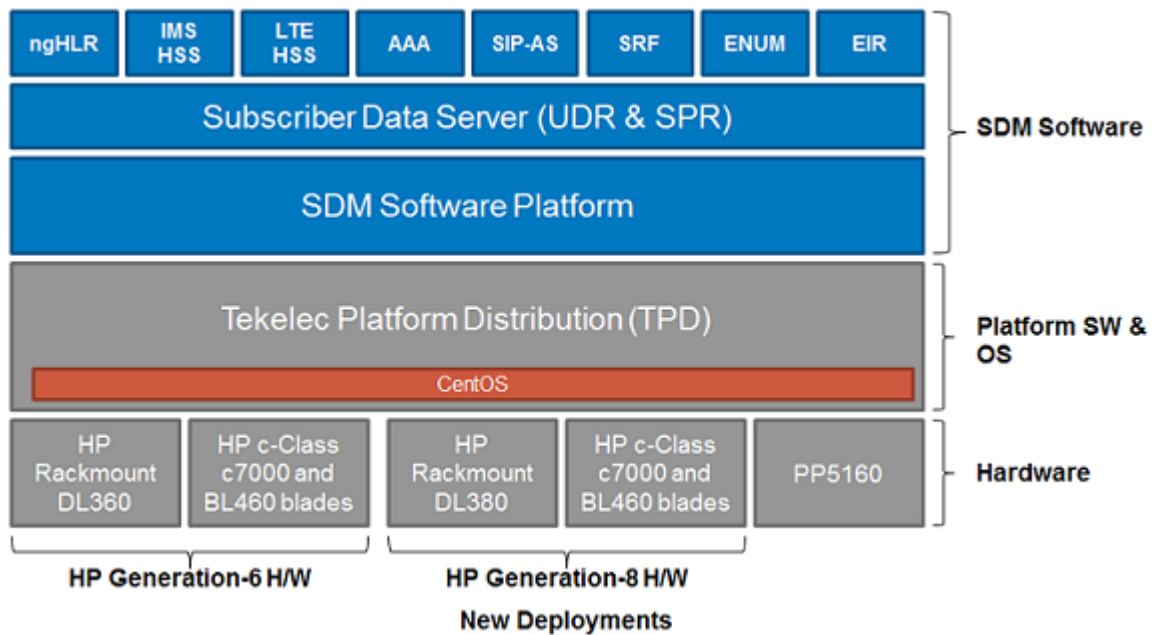 ngHLR
IMS
HSS
LTE
HSS
AAA
SIP-AS
SRF
ENUM
EIR
Subscriber Data Server (UDR & SPR)
SDM Software
SDM Software Platform
Tekelec Platform Distribution (TPD)
Platform SW &
OS
CentOS
HP
Rackmount
DL360
HP c-Class
c7000 and
BL460 blades
HP
Rackmount
DL380
HP c-Class
c7000 and
BL460 blades
PP5160
Hardware
HP Generation-6 H/W
HP Generation-8 H/W
New Deployments